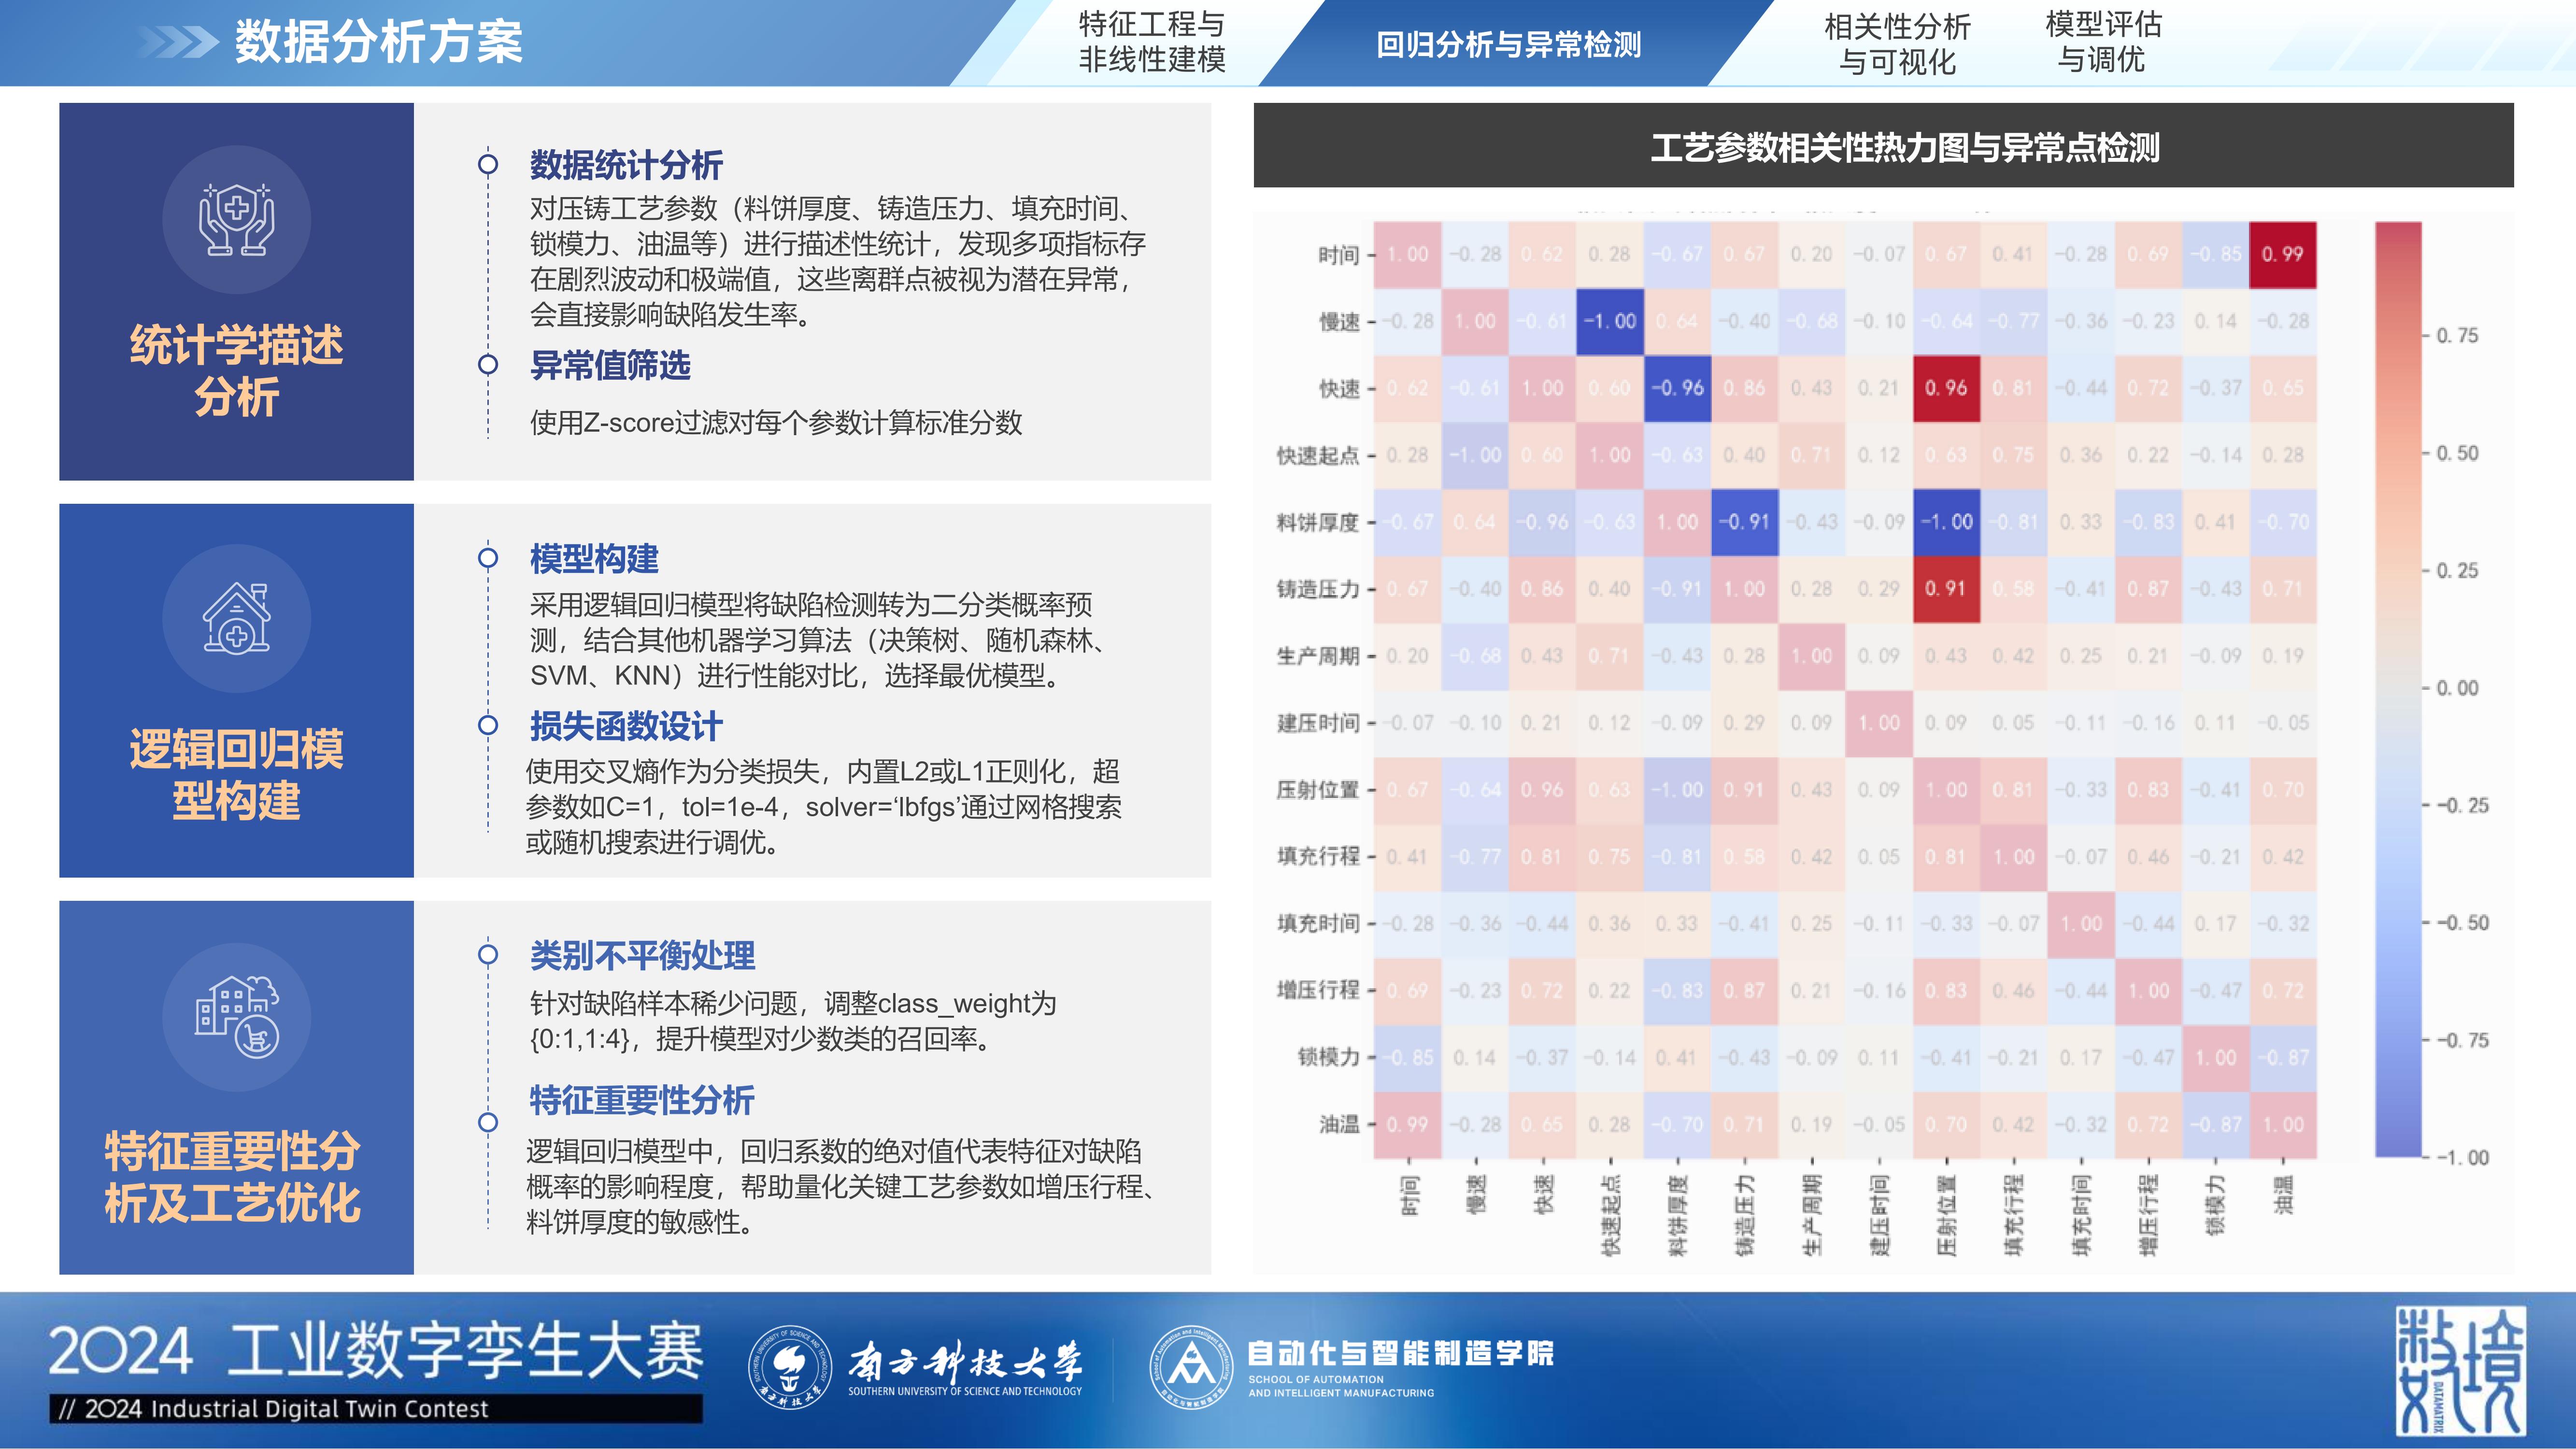 数据分析方案
特征工程与
非线性建模
回归分析与异常检测
相关性分析
与可视化
模型评估
与调优
统计学描述
分析
数据统计分析
对压铸工艺参数（料饼厚度、铸造压力、填充时间、
锁模力、油温等）进行描述性统计，发现多项指标存
在剧烈波动和极端值，这些离群点被视为潜在异常，
会直接影响缺陷发生率。
异常值筛选
使用Z-score过滤对每个参数计算标准分数
逻辑回归模
型构建
模型构建
采用逻辑回归模型将缺陷检测转为二分类概率预
测，结合其他机器学习算法（决策树、随机森林、
SVM、KNN）进行性能对比，选择最优模型。
损失函数设计
使用交叉熵作为分类损失，内置L2或L1正则化，超
参数如C=1，tol=1e-4，solver=‘lbfgs’通过网格搜索
或随机搜索进行调优。
特征重要性分
析及工艺优化
类别不平衡处理
针对缺陷样本稀少问题，调整class_weight为
{0:1,1:4}，提升模型对少数类的召回率。
特征重要性分析
逻辑回归模型中，回归系数的绝对值代表特征对缺陷
概率的影响程度，帮助量化关键工艺参数如增压行程、
料饼厚度的敏感性。
工艺参数相关性热力图与异常点检测
时间 1.00 -0.28 0.62 0.28 -0.67 0.67 0.20 -0.07 0.67 0.41 -0.28 0.69 -0.85 0.99
慢速 -0.28 1.00 -0.61 -1.00 0.64 -0.40 -0.68 -0.10 -0.64 -0.77 -0.36 -0.23 0.14 -0.28
快速 0.62 -0.61 1.00 0.60 -0.96 0.86 0.43 0.21 0.96 0.81 -0.44 0.72 -0.37 0.65
快速起点 0.28 -1.00 0.60 1.00 -0.63 0.40 0.71 0.12 0.63 0.75 0.36 0.22 -0.14 0.28
料饼厚度 -0.67 0.64 -0.96 -0.63 1.00 -0.91 -0.43 -0.09 -1.00 -0.81 0.33 -0.83 0.41 -0.70
铸造压力 0.67 -0.40 0.86 0.40 -0.91 1.00 0.28 0.29 0.91 0.58 -0.41 0.87 -0.43 0.71
生产周期 0.20 -0.68 0.43 0.71 -0.43 0.28 1.00 0.09 0.43 0.42 0.25 0.21 -0.09 0.19
建压时间 -0.07 -0.10 0.21 0.12 -0.09 0.29 0.09 1.00 0.09 0.05 -0.11 -0.16 0.11 -0.05
压射位置 0.67 -0.64 0.96 0.63 -1.00 0.91 0.43 0.09 1.00 0.81 -0.33 0.83 -0.41 0.70
填充行程 0.41 -0.77 0.81 0.75 -0.81 0.58 0.42 0.05 0.81 1.00 -0.07 0.46 -0.21 0.42
填充时间 -0.28 -0.36 -0.44 0.36 0.33 -0.41 0.25 -0.11 -0.33 -0.07 1.00 -0.44 0.17 -0.32
增压行程 0.69 -0.23 0.72 0.22 -0.83 0.87 0.21 -0.16 0.83 0.46 -0.44 1.00 -0.47 0.72
锁模力 -0.85 0.14 -0.37 -0.14 0.41 -0.43 -0.09 0.11 -0.41 -0.21 0.17 -0.47 1.00 -0.87
油温 0.99 -0.28 0.65 0.28 -0.70 0.71 0.19 -0.05 0.70 0.42 -0.32 0.72 -0.87 1.00
时间 慢速 快速 快速起点 料饼厚度 铸造压力 生产周期 建压时间 压射位置 填充行程 填充时间 增压行程 锁模力 油温
0.75
0.50
0.25
0.00
-0.25
-0.50
-0.75
-1.00
2024 工业数字孪生大赛
// 2024 Industrial Digital Twin Contest
南方科技大学
SOUTHERN UNIVERSITY OF SCIENCE AND TECHNOLOGY
自动化与智能制造学院
SCHOOL OF AUTOMATION
AND INTELLIGENT MANUFACTURING
数境
DATAMATRIX